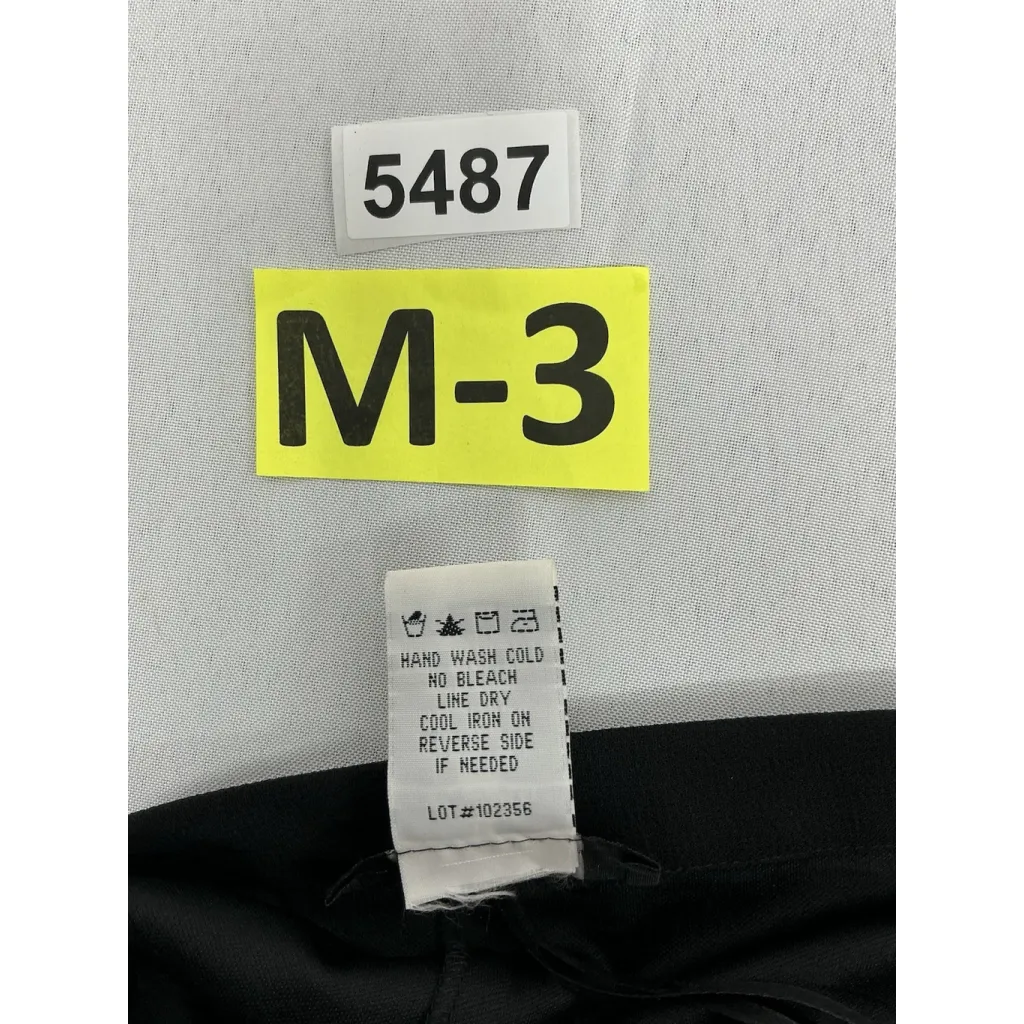 5487
M-3
HAND WASH COLD
NO BLEACH
LINE DRY
COOL IRON ON
REVERSE SIDE
IF NEEDED
LOT#102356